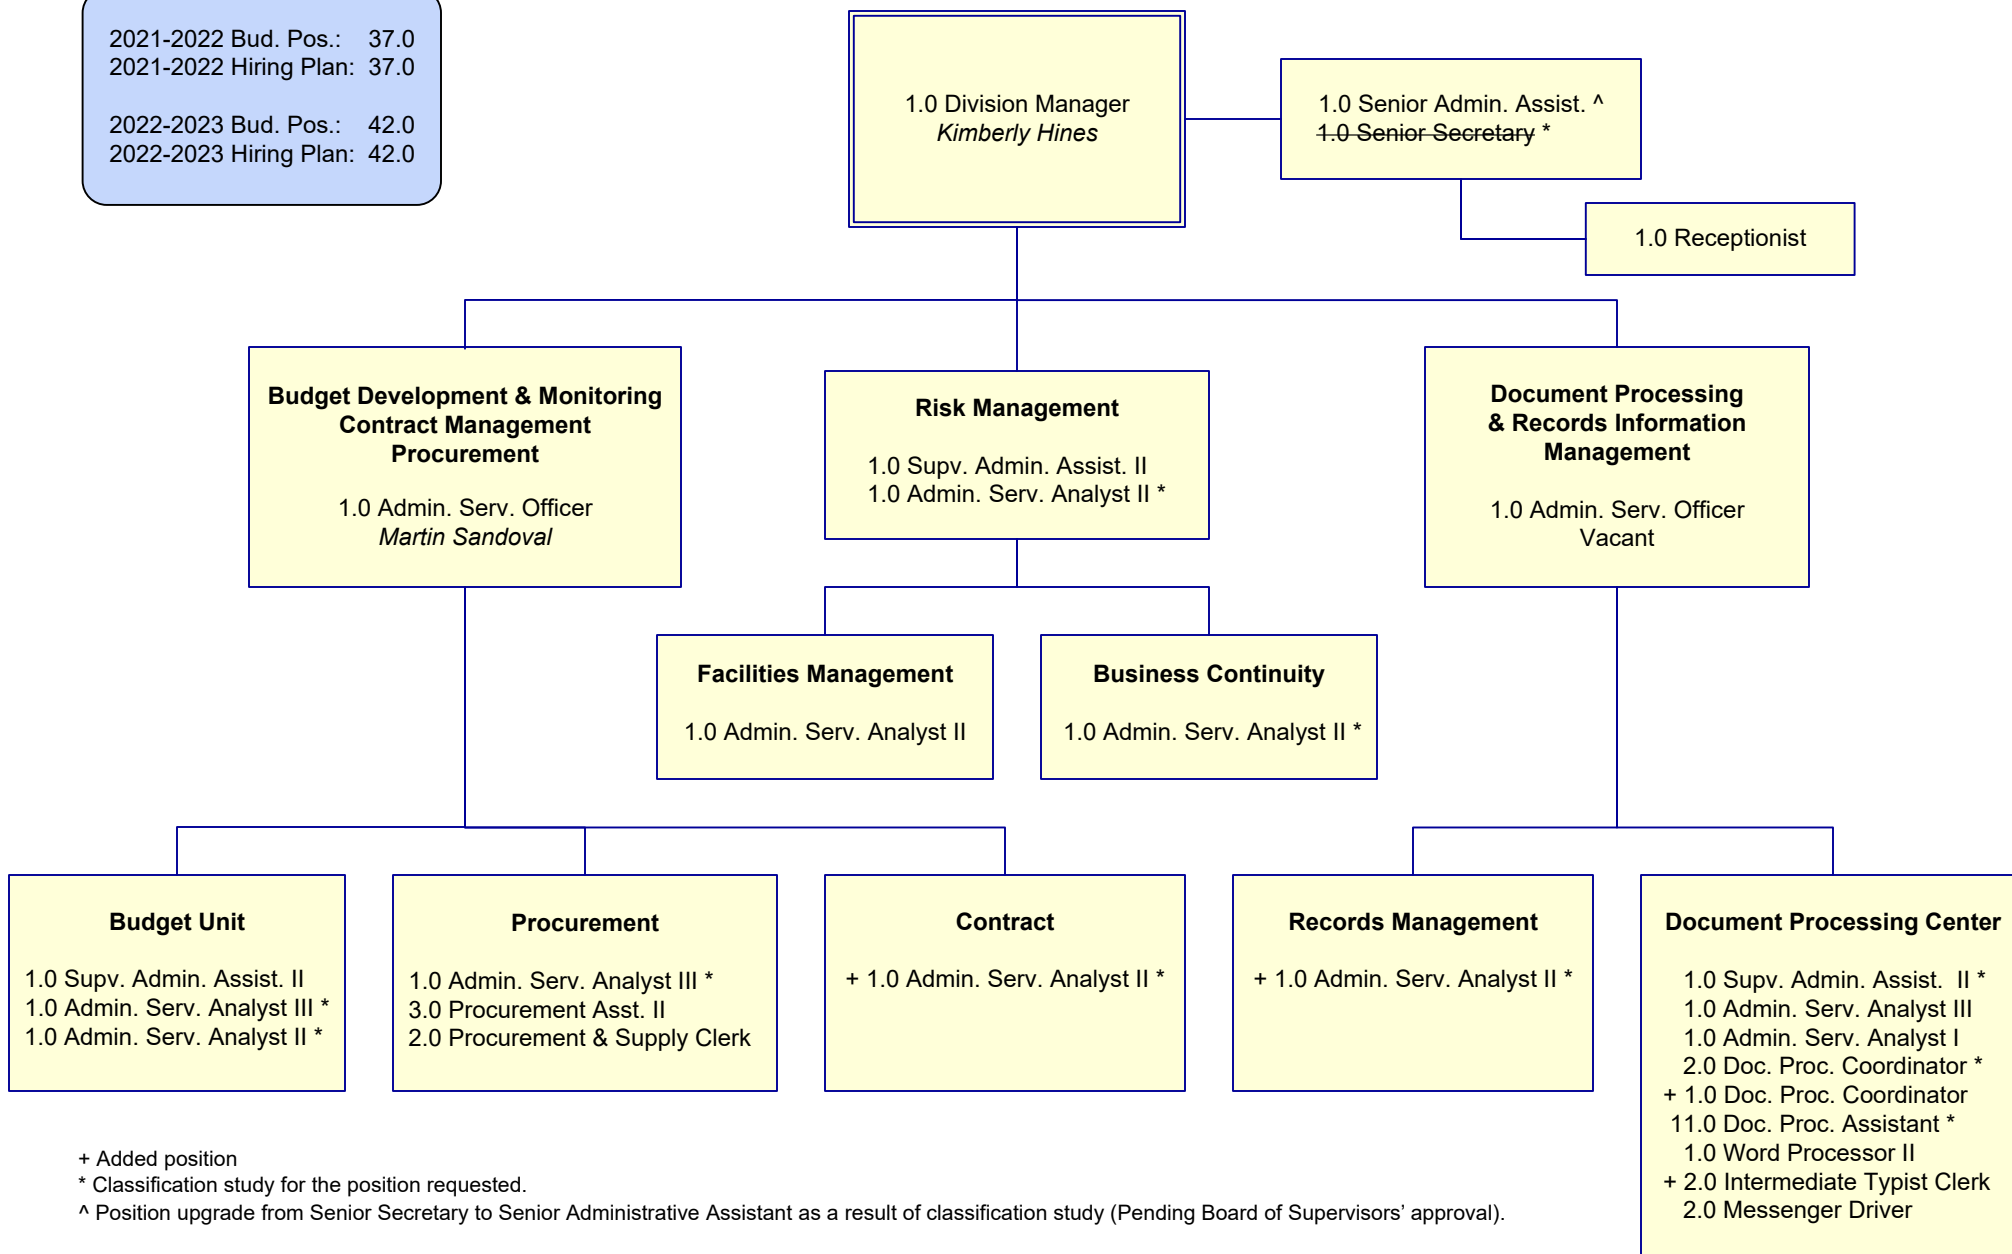 2021-2022 Bud. Pos.: 37.0
2021-2022 Hiring Plan: 37.0
2022-2023 Bud. Pos.: 42.0
2022-2023 Hiring Plan: 42.0
1.0 Division Manager
Kimberly Hines
1.0 Senior Admin. Assist. ^
1.0 Senior Secretary *
1.0 Receptionist
Budget Development & Monitoring
Contract Management
Procurement
1.0 Admin. Serv. Officer
Martin Sandoval
Risk Management
1.0 Supv. Admin. Assist. II
1.0 Admin. Serv. Analyst II *
Document Processing
& Records Information
Management
1.0 Admin. Serv. Officer
Vacant
Facilities Management
1.0 Admin. Serv. Analyst II
Business Continuity
1.0 Admin. Serv. Analyst II *
Budget Unit
1.0 Supv. Admin. Assist. II
1.0 Admin. Serv. Analyst III *
1.0 Admin. Serv. Analyst II *
Procurement
1.0 Admin. Serv. Analyst III *
3.0 Procurement Asst. II
2.0 Procurement & Supply Clerk
Contract
+ 1.0 Admin. Serv. Analyst II *
Records Management
+ 1.0 Admin. Serv. Analyst II *
Document Processing Center
1.0 Supv. Admin. Assist. II *
1.0 Admin. Serv. Analyst III
1.0 Admin. Serv. Analyst I
2.0 Doc. Proc. Coordinator *
+ 1.0 Doc. Proc. Coordinator
11.0 Doc. Proc. Assistant *
1.0 Word Processor II
+ 2.0 Intermediate Typist Clerk
2.0 Messenger Driver
+ Added position
* Classification study for the position requested.
^ Position upgrade from Senior Secretary to Senior Administrative Assistant as a result of classification study (Pending Board of Supervisors’ approval).